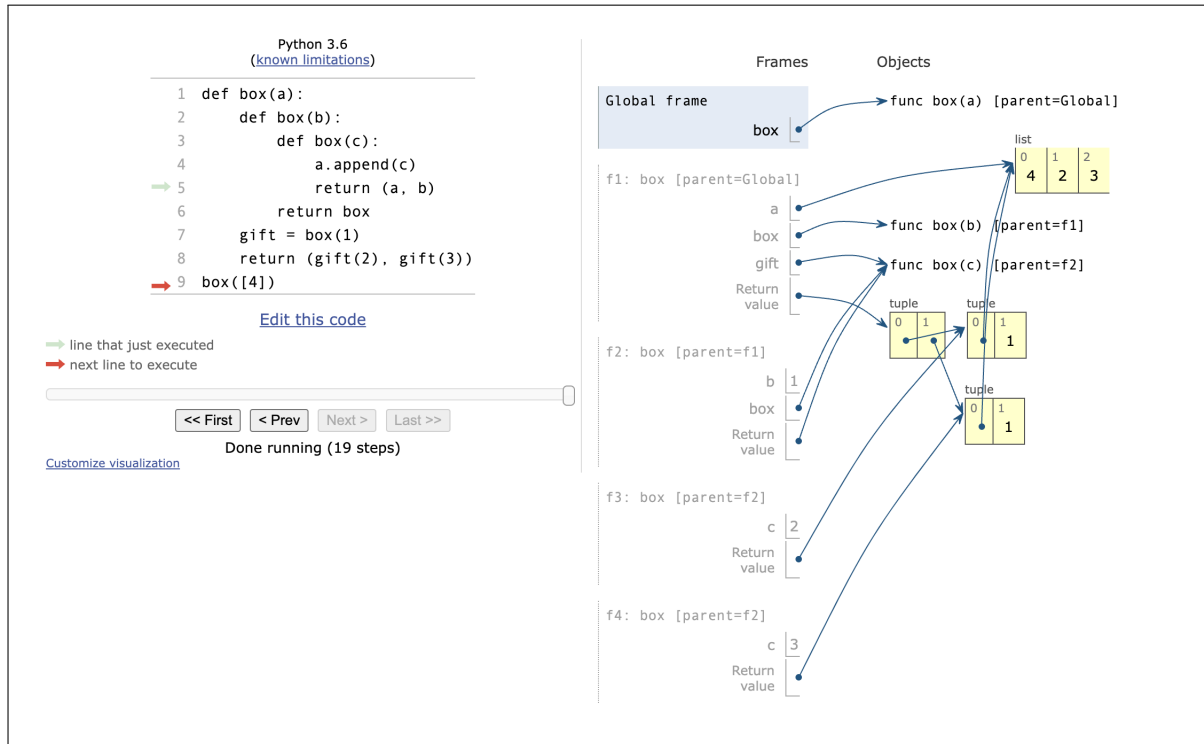 Python 3.6
(known limitations)
1 def box(a):
2     def box(b):
3         def box(c):
4             a.append(c)
5             return (a, b)
6         return box
7     gift = box(1)
8     return (gift(2), gift(3))
9 box([4])
Edit this code
line that just executed
next line to execute
<< First < Prev Next > Last >>
Done running (19 steps)
Customize visualization
Frames Objects
Global frame
box
func box(a) [parent=Global]
list
0 1 2
4 2 3
f1: box [parent=Global]
a
box
gift
Return
value
func box(b) [parent=f1]
func box(c) [parent=f2]
tuple
0 1
tuple
0 1
1
tuple
0 1
1
f2: box [parent=f1]
b 1
box
Return
value
f3: box [parent=f2]
c 2
Return
value
f4: box [parent=f2]
c 3
Return
value